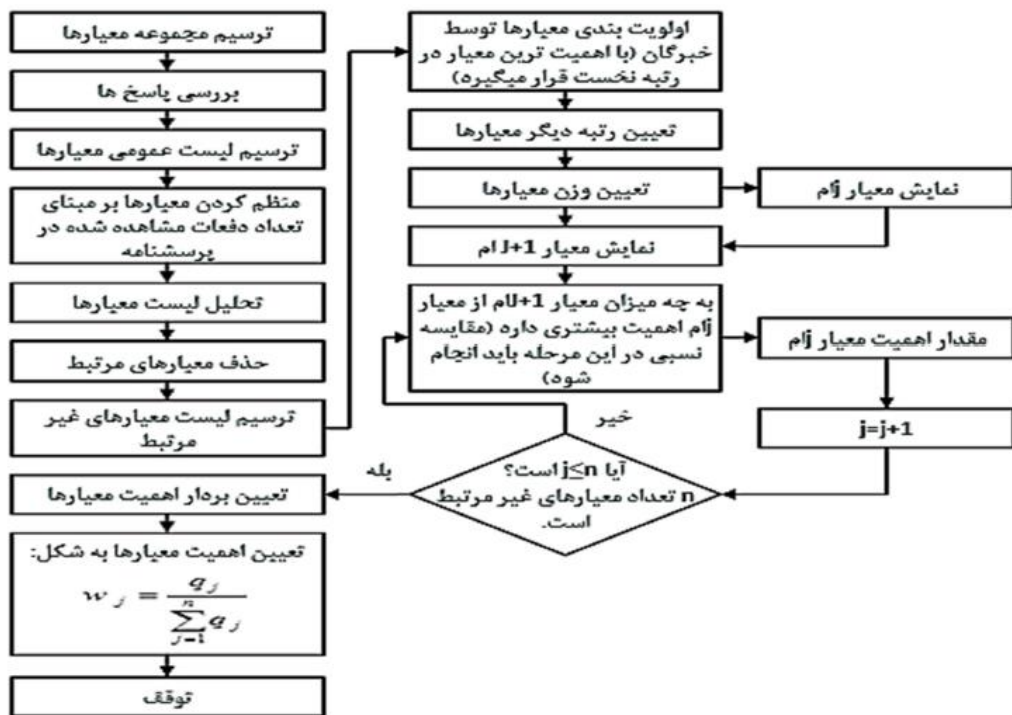 ترسیم مجموعه معیارها
بررسی پاسخ ها
ترسیم لیست عمومی معیارها
منظم کردن معیارها بر مبنای
تعداد دفعات مشاهده شده در
پرسشنامه
تحلیل لیست معیارها
حذف معیارهای مرتبط
ترسیم لیست معیارهای غیر
مرتبط
اولویت بندی معیارها توسط
خبرگان (با اهمیت ترین معیار در
رتبه نخست قرار میگیره)
تعیین رتبه دیگر معیارها
تعیین وزن معیارها
نمایش معیار jام
نمایش معیار J+1 ام
به چه میزان معیار J+1ام از معیار
jام اهمیت بیشتری داره (مقایسه
نسبی در این مرحله باید انجام
شوه)
مقدار اهمیت معیار jام
j=j+1
خیر
آیا j≤n است؟
n تعداد معیارهای غیر مرتبط
است.
بله
تعیین بردار اهمیت معیارها
تعیین اهمیت معیارها به شکل:
w j = q j / ∑ j=1 n q j
توقف